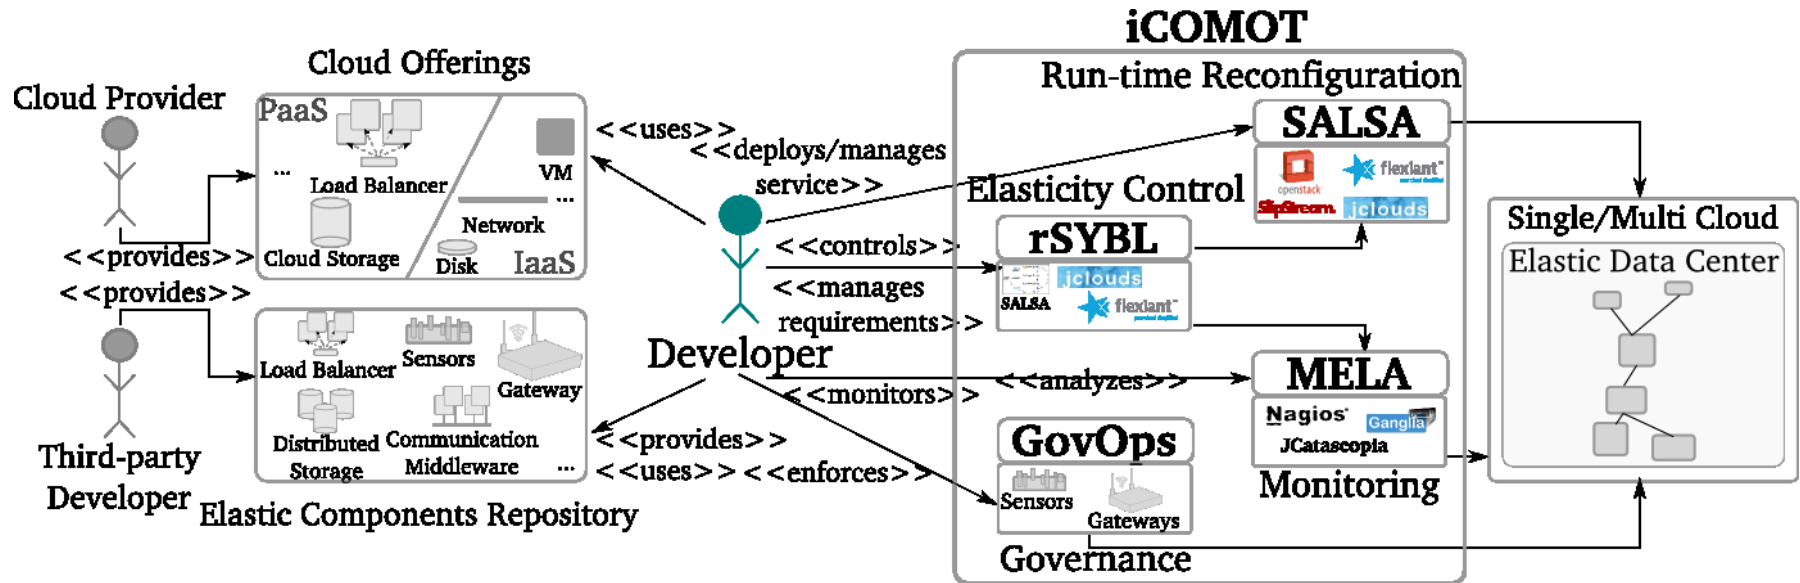 iCOMOT
Cloud Offerings
Run-time Reconfiguration
Cloud Provider
PaaS
...
Load Balancer
Cloud Storage
VM
...
Network
Disk
IaaS
<<provides>>
<<provides>>
Third-party
Developer
Load Balancer
Sensors
Gateway
Distributed
Storage
Communication
Middleware
...
Elastic Components Repository
<<uses>>
<<deploys/manages
service>>
Developer
<<controls>>
<<manages
requirements>>
<<monitors>>
<<analyzes>>
<<provides>>
<<uses>>
<<enforces>>
SALSA
openstack
flexiant
SlipStream
jclouds
Elasticity Control
rSYBL
SALSA
jclouds
flexiant
MELA
Nagios
Ganglia
JCatascopia
Monitoring
GovOps
Sensors
Gateways
Governance
Single/Multi Cloud
Elastic Data Center